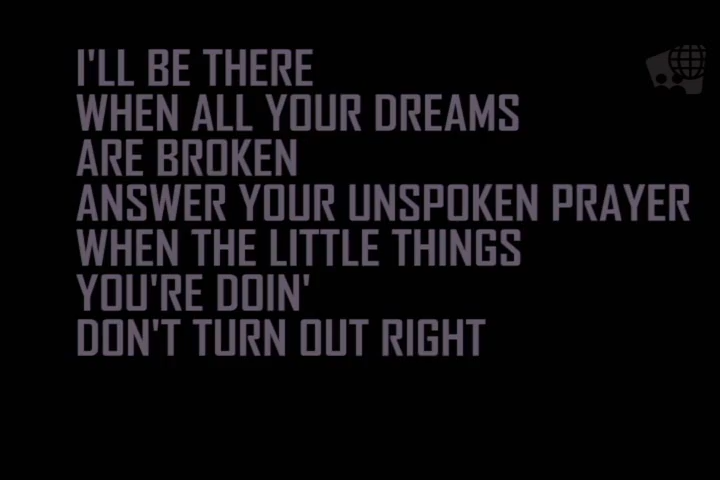 I'LL BE THERE
WHEN ALL YOUR DREAMS
ARE BROKEN
ANSWER YOUR UNSPOKEN PRAYER
WHEN THE LITTLE THINGS
YOU'RE DOIN'
DON'T TURN OUT RIGHT